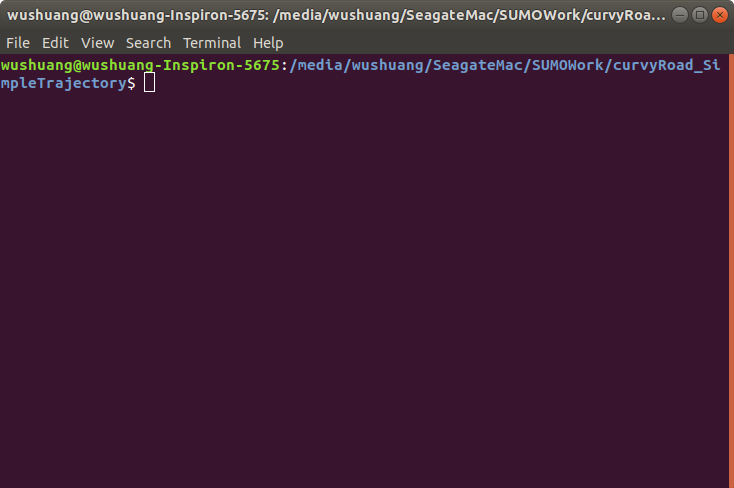 wushuang@wushuang-Inspiron-5675: /media/wushuang/SeagateMac/SUMOWork/curvyRoa...
File Edit View Search Terminal Help
wushuang@wushuang-Inspiron-5675:/media/wushuang/SeagateMac/SUMOWork/curvyRoad_Si
mpleTrajectory$